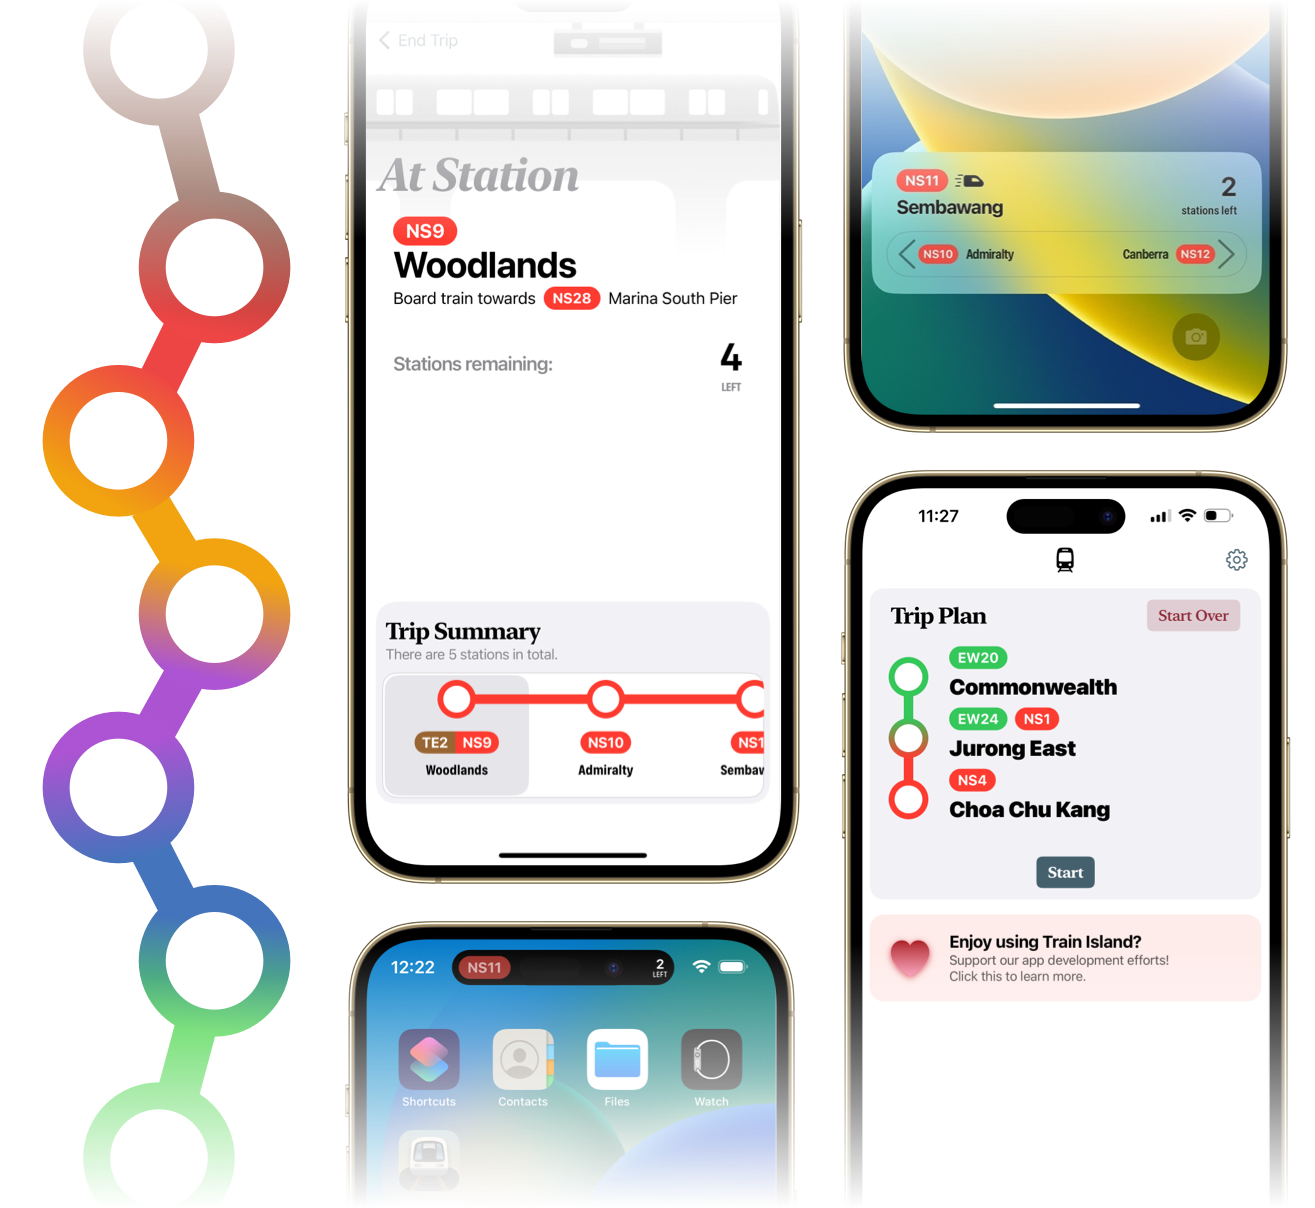 End Trip
At Station
NS9
Woodlands
Board train towards NS28 Marina South Pier
Stations remaining:
4
LEFT
Trip Summary
There are 5 stations in total.
TE2 NS9
Woodlands
NS10
Admiralty
NS1
Sembaw
12:22
NS11
2
LEFT
Shortcuts
Contacts
Files
Watch
NS11
Sembawang
2
stations left
NS10 Admiralty
Canberra NS12
11:27
Trip Plan
Start Over
EW20
Commonwealth
EW24 NS1
Jurong East
NS4
Choa Chu Kang
Start
Enjoy using Train Island?
Support our app development efforts!
Click this to learn more.